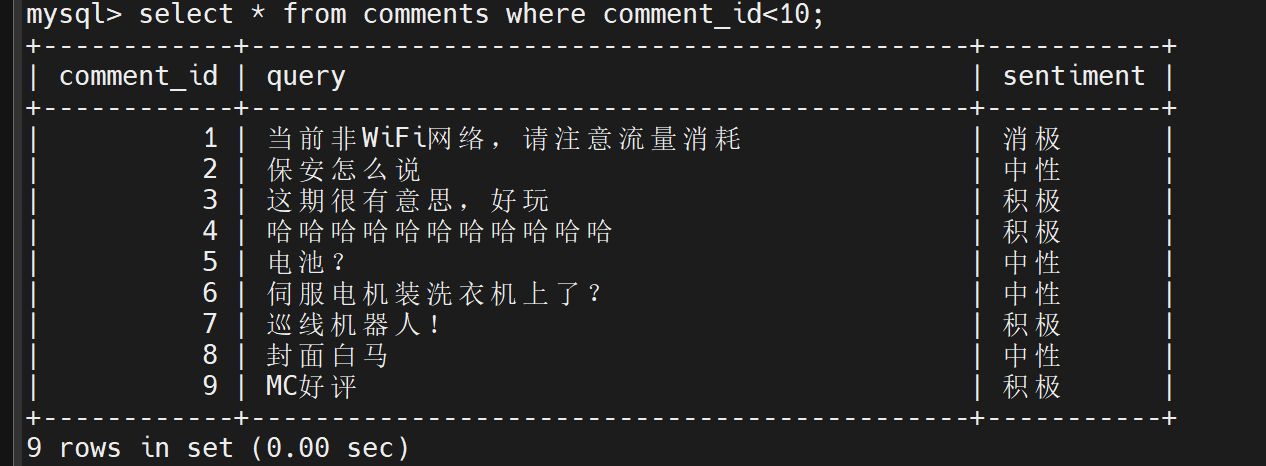 mysql> select * from comments where comment_id<10;
+------------+---------------------------------------------+-----------+
| comment_id | query | sentiment |
+------------+---------------------------------------------+-----------+
| 1 | 当前非WiFi网络，请注意流量消耗 | 消极 |
| 2 | 保安怎么说 | 中性 |
| 3 | 这期很有意思，好玩 | 积极 |
| 4 | 哈哈哈哈哈哈哈哈哈哈哈 | 积极 |
| 5 | 电池？ | 中性 |
| 6 | 伺服电机装洗衣机上了？ | 中性 |
| 7 | 巡线机器人！ | 积极 |
| 8 | 封面白马 | 中性 |
| 9 | MC好评 | 积极 |
+------------+---------------------------------------------+-----------+
9 rows in set (0.00 sec)